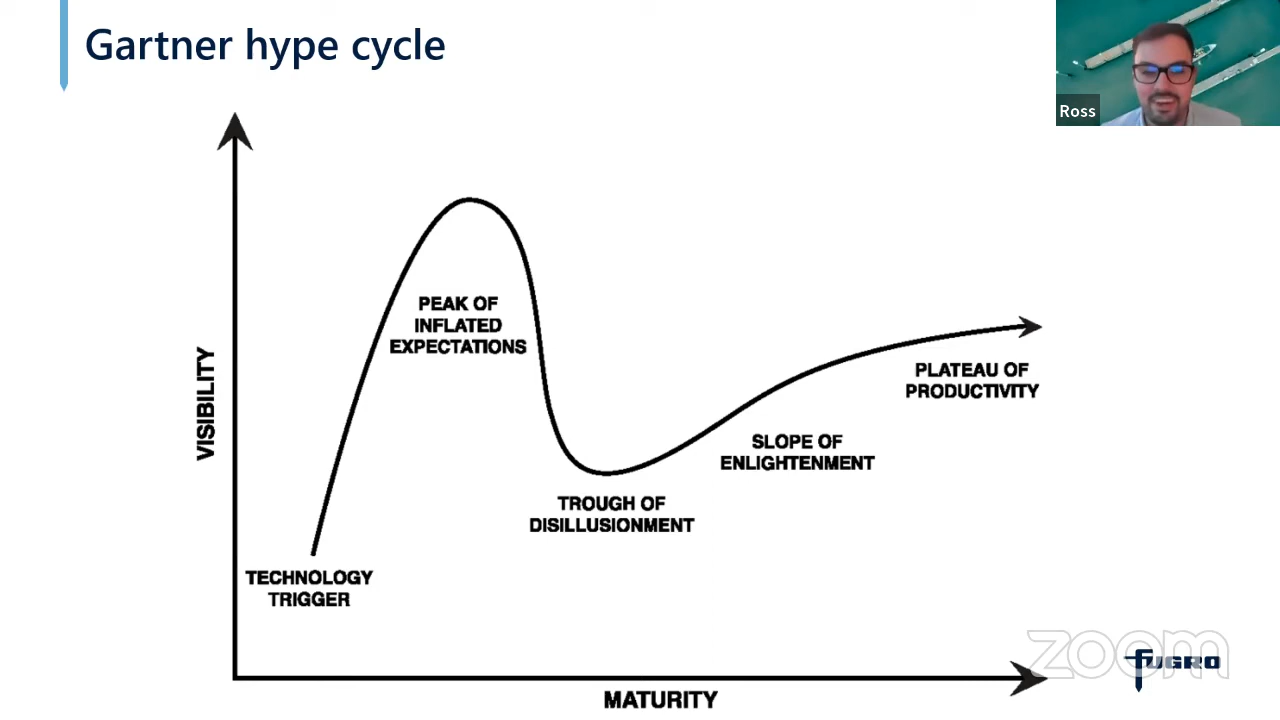 Gartner hype cycle
Ross
PEAK OF
INFLATED
EXPECTATIONS
VISIBILITY
PLATEAU OF
PRODUCTIVITY
SLOPE OF
ENLIGHTENMENT
TROUGH OF
DISILLUSIONMENT
TECHNOLOGY
TRIGGER
zoom
FUGRO
MATURITY